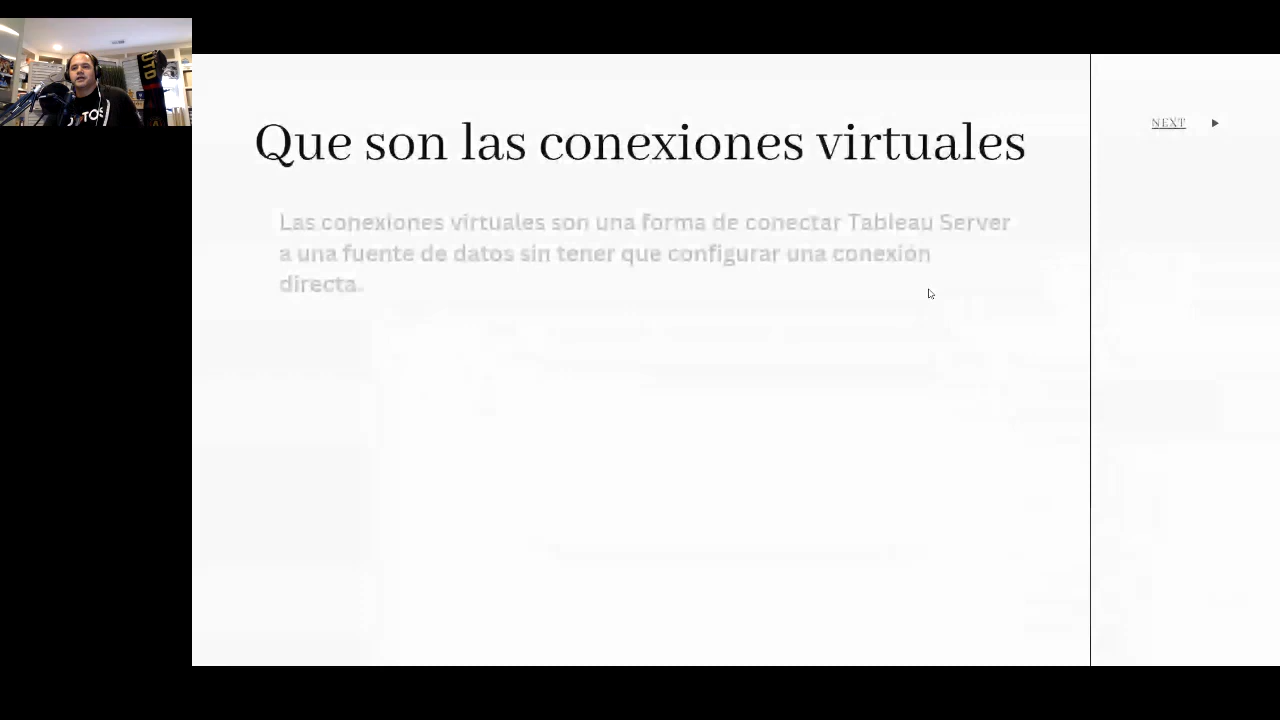 Que son las conexiones virtuales
NEXT
Las conexiones virtuales son una forma de conectar Tableau Server
a una fuente de datos sin tener que configurar una conexión
directa.